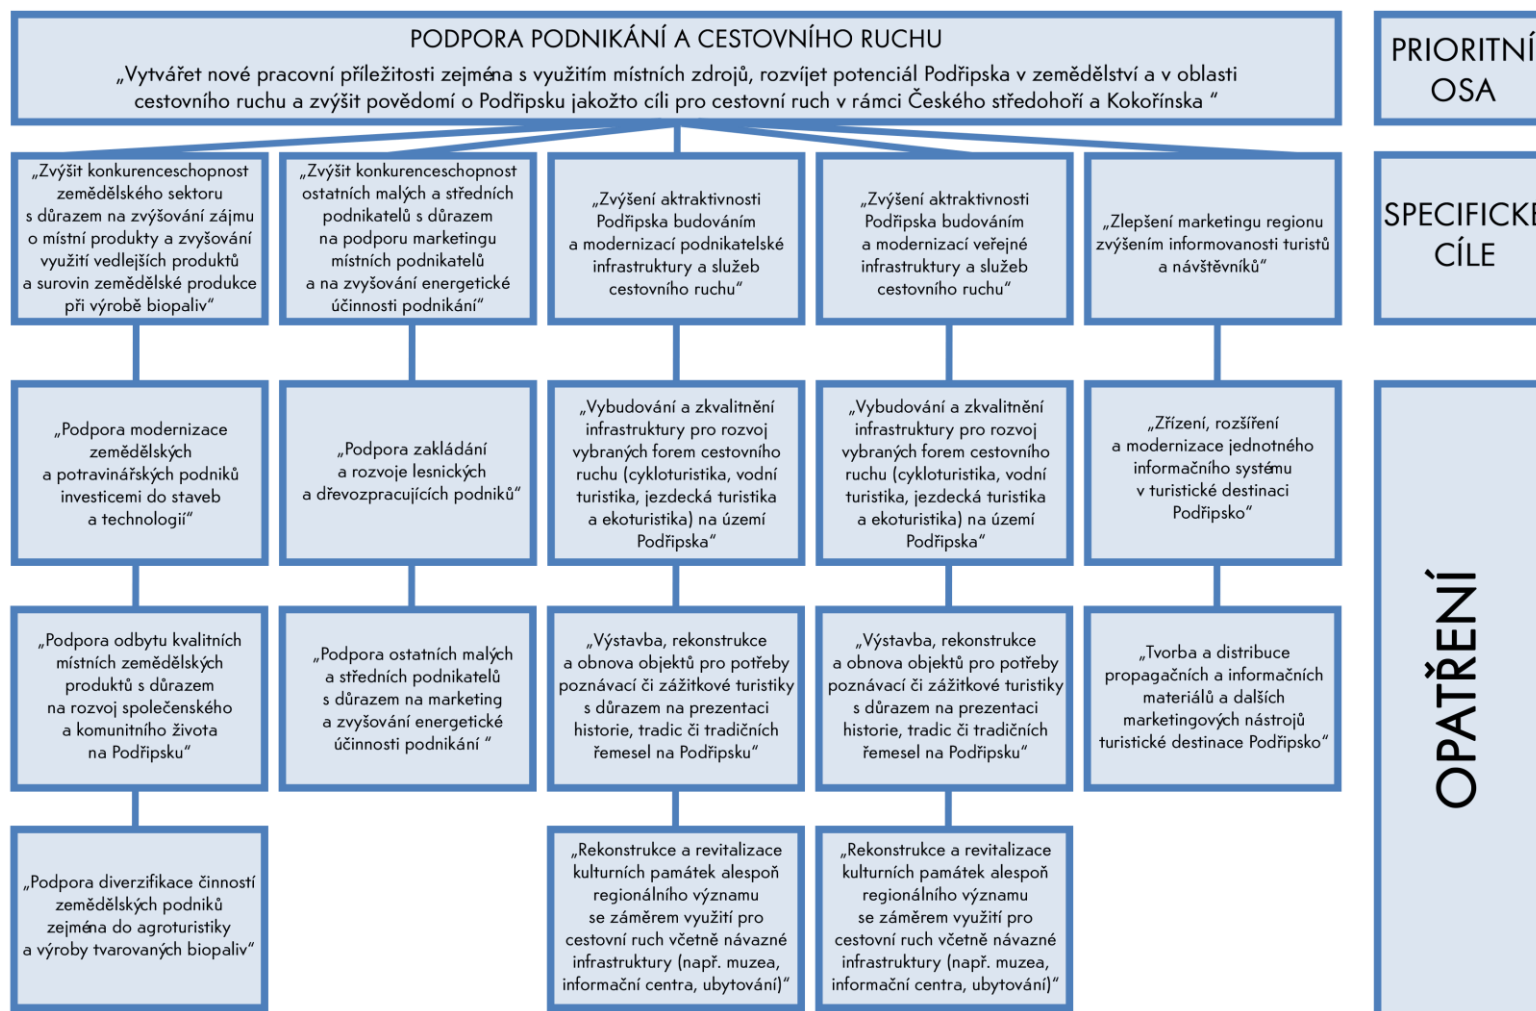 PODPORA PODNIKÁNÍ A CESTOVNÍHO RUCHU
„Vytvářet nové pracovní příležitosti zejména s využitím místních zdrojů, rozvíjet potenciál Podřipska v zemědělství a v oblasti
cestovního ruchu a zvýšit povědomí o Podřipsku jakožto cíli pro cestovní ruch v rámci Českého středohoří a Kokořínska “
PRIORITNÍ
OSA
„Zvýšit konkurenceschopnost
zemědělského sektoru
s důrazem na zvýšování zájmu
o místní produkty a zvyšování
využití vedlejších produktů
a surovin zemědělské produkce
při výrobě biopaliv“
„Zvýšit konkurenceschopnost
ostatních malých a středních
podnikatelů s důrazem
na podporu marketingu
místních podnikatelů
a na zvyšování energetické
účinnosti podnikání“
„Zvýšení aktraktivnosti
Podřipska budováním
a modernizací podnikatelské
infrastruktury a služeb
cestovního ruchu“
„Zvýšení aktraktivnosti
Podřipska budováním
a modernizací veřejné
infrastruktury a služeb
cestovního ruchu“
„Zlepšení marketingu regionu
zvýšením informovanosti turistů
a návštěvníků“
SPECIFICKÉ
CÍLE
„Podpora modernizace
zemědělských
a potravinářských podniků
investicemi do staveb
a technologií“
„Podpora zakládání
a rozvoje lesnických
a dřevozpracujících podniků“
„Vybudování a zkvalitnění
infrastruktury pro rozvoj
vybraných forem cestovního
ruchu (cykloturistika, vodní
turistika, jezdecká turistika
a ekoturistika) na území
Podřipska“
„Vybudování a zkvalitnění
infrastruktury pro rozvoj
vybraných forem cestovního
ruchu (cykloturistika, vodní
turistika, jezdecká turistika
a ekoturistika) na území
Podřipska“
„Zřízení, rozšíření
a modernizace jednotného
informačního systému
v turistické destinaci
Podřipsko“
OPATŘENÍ
„Podpora odbytu kvalitních
místních zemědělských
produktů s důrazem
na rozvoj společenského
a komunitního života
na Podřipsku“
„Podpora ostatních malých
a středních podnikatelů
s důrazem na marketing
a zvyšování energetické
účinnosti podnikání “
„Výstavba, rekonstrukce
a obnova objektů pro potřeby
poznávací či zážitkové turistiky
s důrazem na prezentaci
historie, tradic či tradičních
řemesel na Podřipsku“
„Výstavba, rekonstrukce
a obnova objektů pro potřeby
poznávací či zážitkové turistiky
s důrazem na prezentaci
historie, tradic či tradičních
řemesel na Podřipsku“
„Tvorba a distribuce
propagačních a informačních
materiálů a dalších
marketingových nástrojů
turistické destinace Podřipsko“
„Podpora diverzifikace činností
zemědělských podniků
zejména do agroturistiky
a výroby tvarovaných biopaliv“
„Rekonstrukce a revitalizace
kulturních památek alespoň
regionálního významu
se záměrem využití pro
cestovní ruch včetně návazné
infrastruktury (např. muzea,
informační centra, ubytování)“
„Rekonstrukce a revitalizace
kulturních památek alespoň
regionálního významu
se záměrem využití pro
cestovní ruch včetně návazné
infrastruktury (např. muzea,
informační centra, ubytování)“